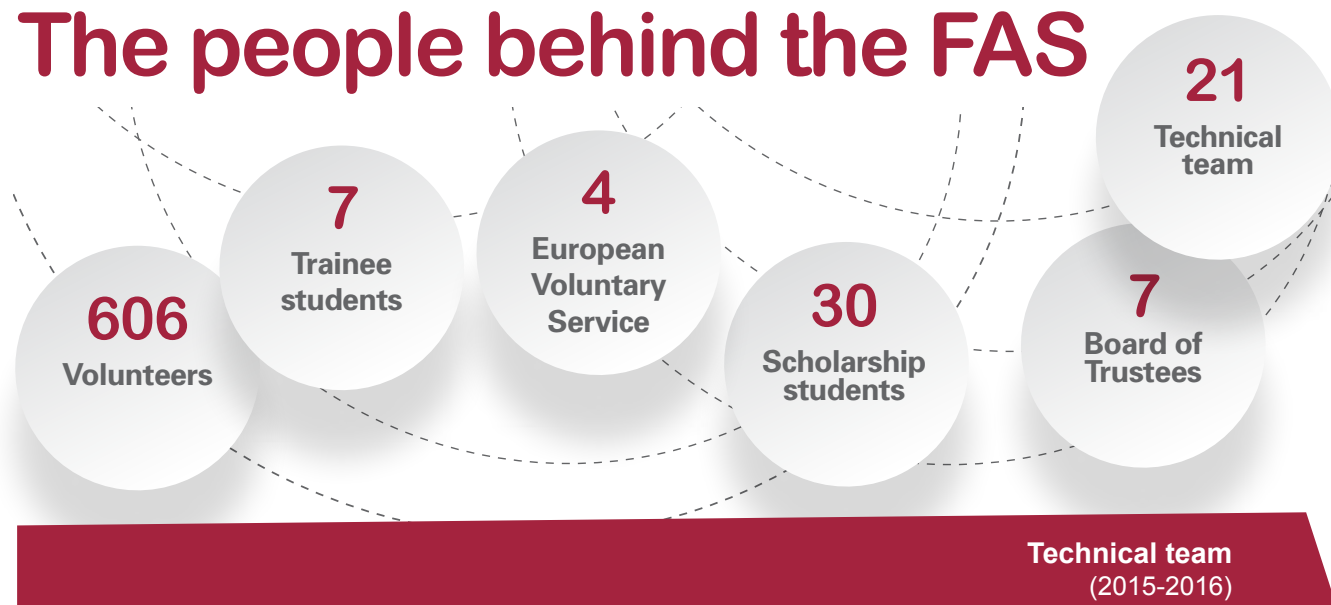 The people behind the FAS
606
Volunteers
7
Trainee
students
4
European
Voluntary
Service
30
Scholarship
students
7
Board of
Trustees
21
Technical
team
Technical team
(2015-2016)